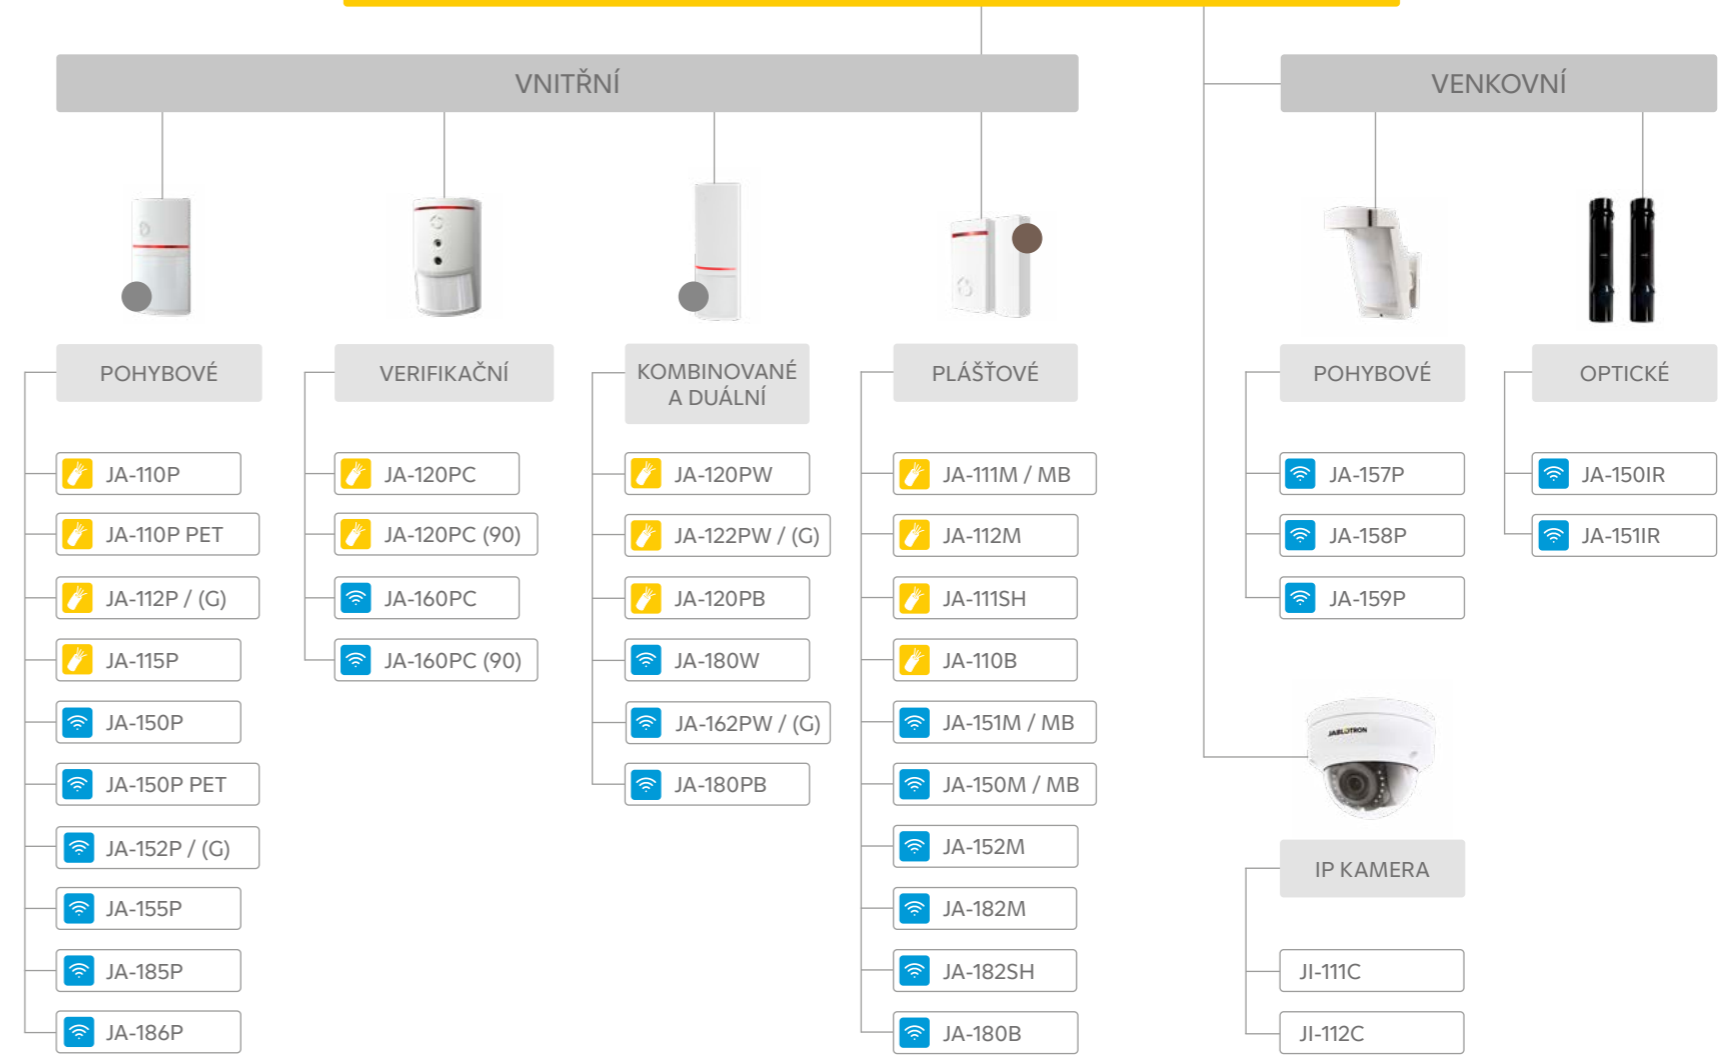 VNITŘNÍ
VENKOVNÍ
POHYBOVÉ
JA-110P
JA-110P PET
JA-112P / (G)
JA-115P
JA-150P
JA-150P PET
JA-152P / (G)
JA-155P
JA-185P
JA-186P
VERIFIKAČNÍ
JA-120PC
JA-120PC (90)
JA-160PC
JA-160PC (90)
KOMBINOVANÉ
A DUÁLNÍ
JA-120PW
JA-122PW / (G)
JA-120PB
JA-180W
JA-162PW / (G)
JA-180PB
PLÁŠŤOVÉ
JA-111M / MB
JA-112M
JA-111SH
JA-110B
JA-151M / MB
JA-150M / MB
JA-152M
JA-182M
JA-182SH
JA-180B
POHYBOVÉ
JA-157P
JA-158P
JA-159P
OPTICKÉ
JA-150IR
JA-151IR
JABLOTRON
IP KAMERA
JI-111C
JI-112C